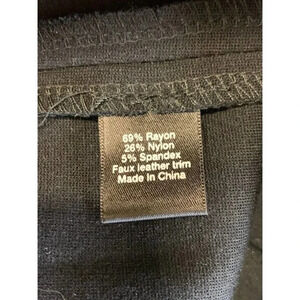 69% Rayon
26% Nylon
5% Spandex
Faux leather trim
Made in China